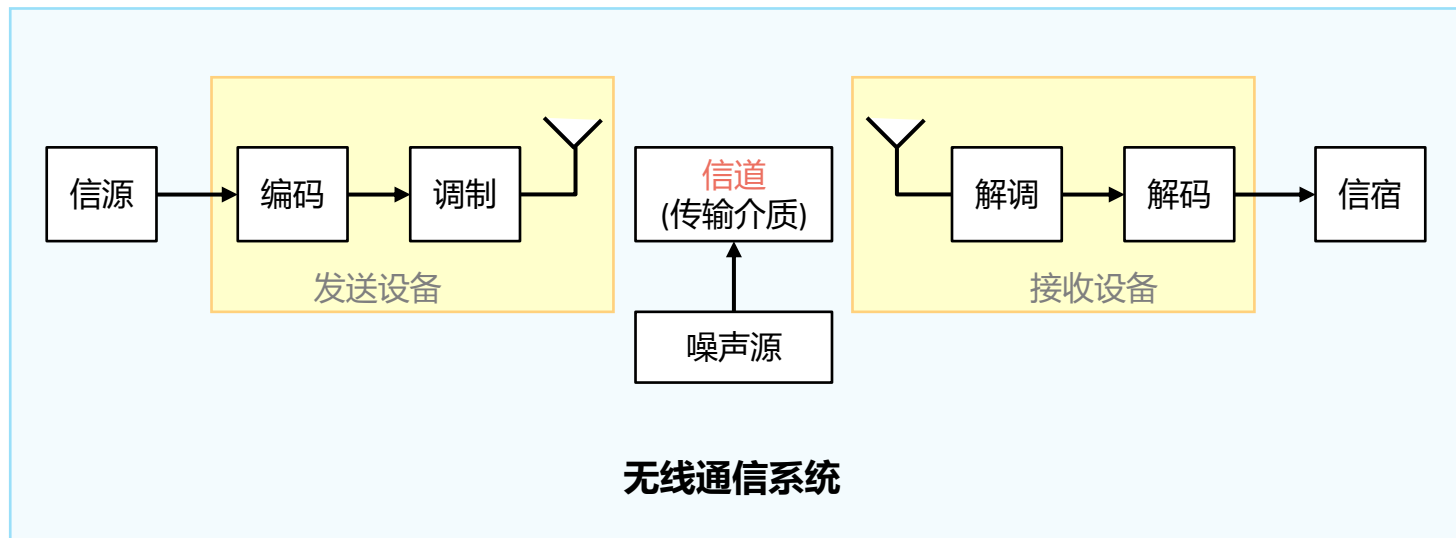 信源
编码
调制
发送设备
信道
(传输介质)
噪声源
解调
解码
接收设备
信宿
无线通信系统